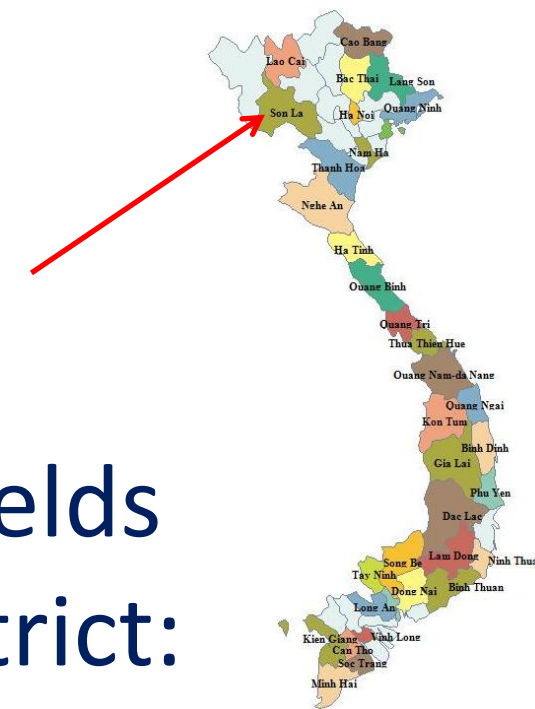 Cao Bang
Lao Cai
Bac Thai
Lang Son
Son La
Ha Noi
Quang Ninh
Nam Ha
Thanh Hoa
Nghe An
Ha Tinh
Quang Binh
Quang Tri
Thua Thien Hue
Quang Nam-da Nang
Quang Ngai
Kon Tum
Binh Dinh
Gia Lai
Phu Yen
Dac Lac
Song Be
Lam Dong
Ninh Thua
Tay Ninh
Dong Nai
Binh Thuan
Long An
Kien Giang
Vinh Long
Can Tho
Soc Trang
Minh Hai
elds
trict: